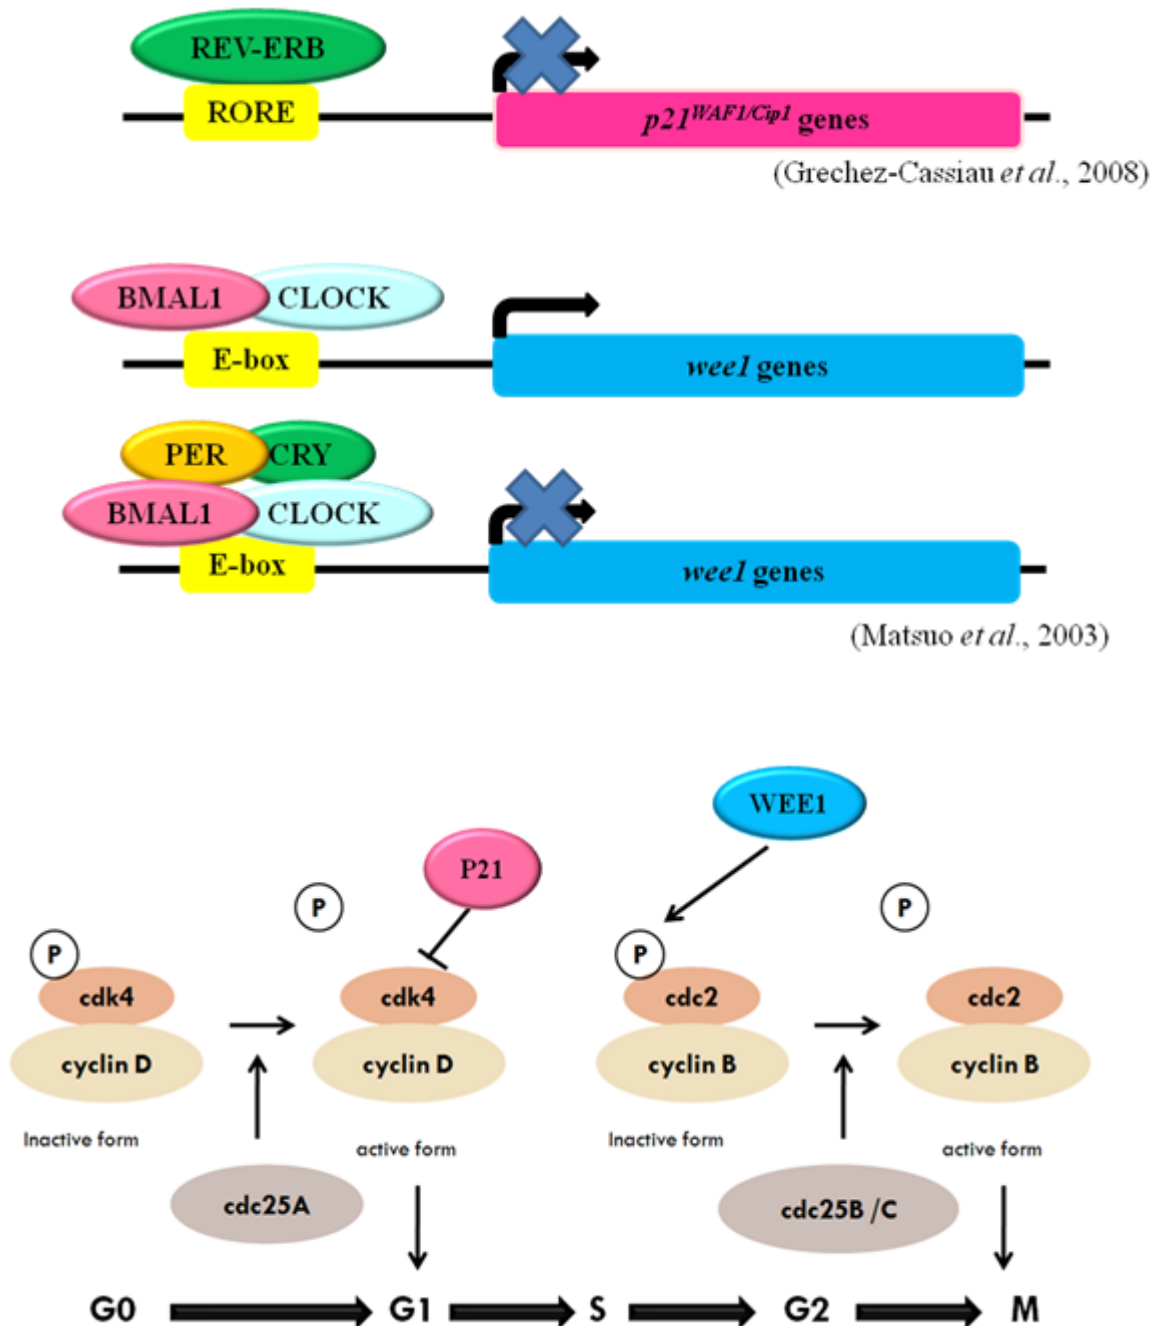 REV-ERB
RORE
p21WAF1/Cip1 genes
(Grechez-Cassiau et al., 2008)
BMAL1 CLOCK
E-box
wee1 genes
PER CRY
BMAL1 CLOCK
E-box
wee1 genes
(Matsuo et al., 2003)
WEE1
P21
P
P
P
P
cdk4
cdk4
cdc2
cdc2
cyclin D
cyclin D
cyclin B
cyclin B
Inactive form
active form
Inactive form
active form
cdc25A
cdc25B /C
G0 G1 S G2 M